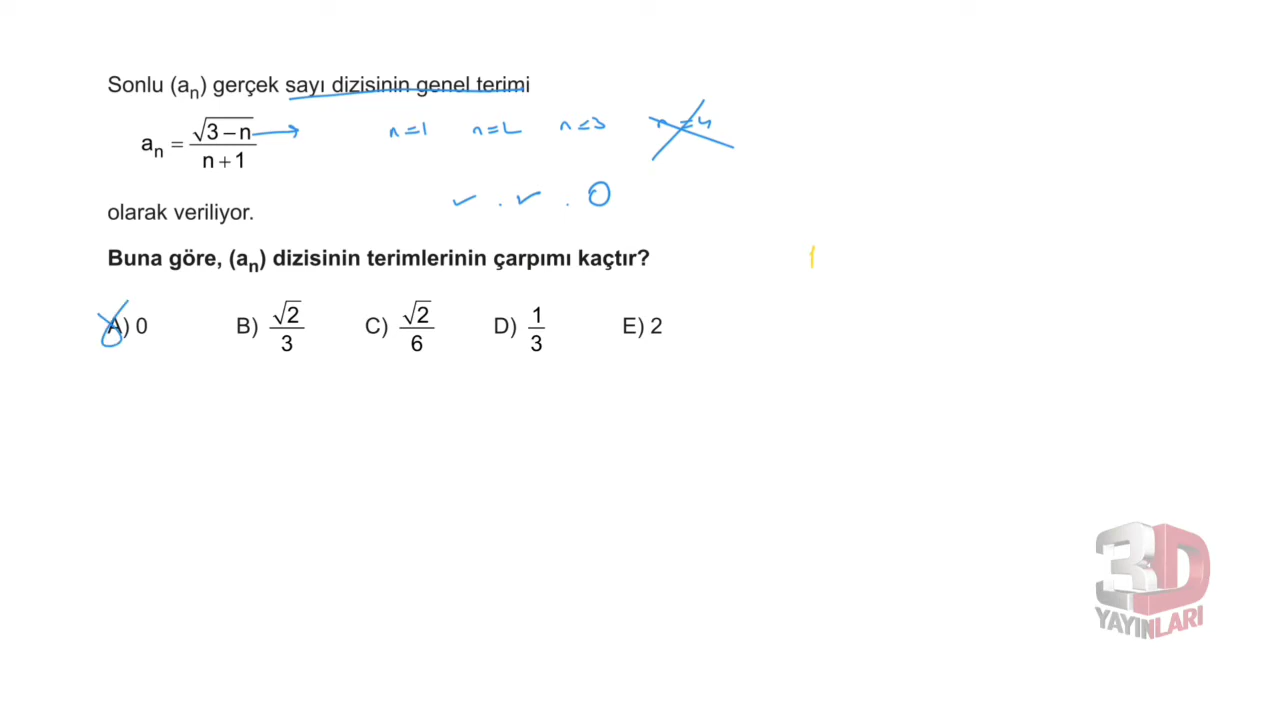 Sonlu (aₙ) gerçek sayı dizisinin genel terimi
aₙ = √(3 – n) / (n + 1)
n=1 n=2 n=3 n=4
✓ . ✓ . 0
olarak veriliyor.
Buna göre, (aₙ) dizisinin terimlerinin çarpımı kaçtır?
A) 0 B) √2/3 C) √2/6 D) 1/3 E) 2
3D
YAYINLARI